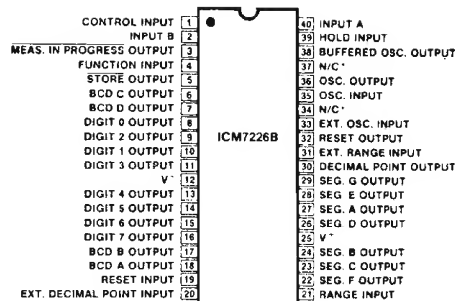 CONTROL INPUT 1
INPUT B 2
MEAS. IN PROGRESS OUTPUT 3
FUNCTION INPUT 4
STORE OUTPUT 5
BCD C OUTPUT 6
BCD D OUTPUT 7
DIGIT 0 OUTPUT 8
DIGIT 2 OUTPUT 9
DIGIT 1 OUTPUT 10
DIGIT 3 OUTPUT 11
V- 12
DIGIT 4 OUTPUT 13
DIGIT 5 OUTPUT 14
DIGIT 6 OUTPUT 15
DIGIT 7 OUTPUT 16
BCD B OUTPUT 17
BCD A OUTPUT 18
RESET INPUT 19
EXT. DECIMAL POINT INPUT 20
ICM7226B
40 INPUT A
39 HOLD INPUT
38 BUFFERED OSC. OUTPUT
37 N/C*
36 OSC. OUTPUT
35 OSC. INPUT
34 N/C*
33 EXT. OSC. INPUT
32 RESET OUTPUT
31 EXT. RANGE INPUT
30 DECIMAL POINT OUTPUT
29 SEG. G OUTPUT
28 SEG. E OUTPUT
27 SEG. A OUTPUT
26 SEG. D OUTPUT
25 V+
24 SEG. B OUTPUT
23 SEG. C OUTPUT
22 SEG. F OUTPUT
21 RANGE INPUT